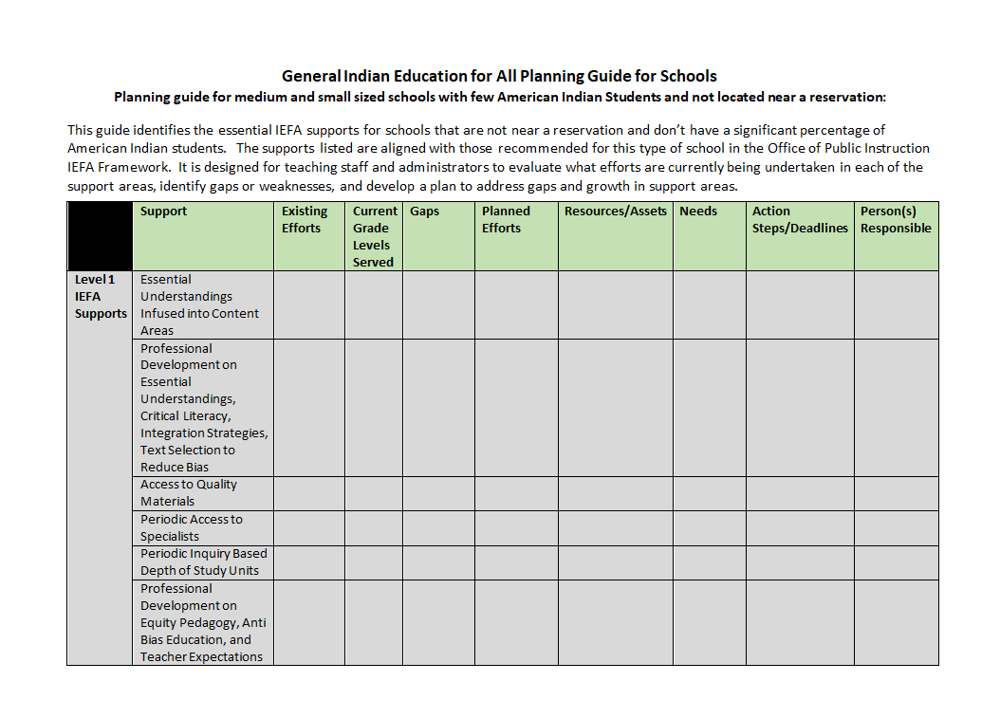 General Indian Education for All Planning Guide for Schools
Planning guide for medium and small sized schools with few American Indian Students and not located near a reservation:
This guide identifies the essential IEFA supports for schools that are not near a reservation and don't have a significant percentage of
American Indian students.  The supports listed are aligned with those recommended for this type of school in the Office of Public Instruction
IEFA Framework.  It is designed for teaching staff and administrators to evaluate what efforts are currently being undertaken in each of the
support areas, identify gaps or weaknesses, and develop a plan to address gaps and growth in support areas.
Support
Existing
Efforts
Current
Grade
Levels
Served
Gaps
Planned
Efforts
Resources/Assets
Needs
Action
Steps/Deadlines
Person(s)
Responsible
Level 1
IEFA
Supports
Essential
Understandings
Infused into Content
Areas
Professional
Development on
Essential
Understandings,
Critical Literacy,
Integration Strategies,
Text Selection to
Reduce Bias
Access to Quality
Materials
Periodic Access to
Specialists
Periodic Inquiry Based
Depth of Study Units
Professional
Development on
Equity Pedagogy, Anti
Bias Education, and
Teacher Expectations